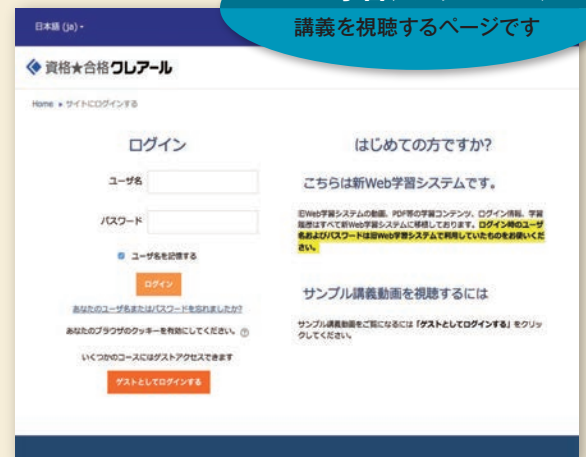 講義を視聴するページです
日本語 (ja)
資格★合格クレアール
Home ▸ サイトにログインする
ログイン
ユーザ名
パスワード
ユーザ名を記憶する
ログイン
あなたのユーザ名またはパスワードを忘れましたか?
あなたのブラウザのクッキーを有効にしてください。
いくつかのコースにはゲストアクセスできます
ゲストとしてログインする
はじめての方ですか?
こちらは新Web学習システムです。
旧Web学習システムの動画、PDF等の学習コンテンツ、ログイン情報、学習
履歴はすべて新Web学習システムに移植しております。ログイン時のユーザ
名およびパスワードは旧Web学習システムで利用していたものをお使いくだ
さい。
サンプル講義動画を視聴するには
サンプル講義動画をご覧になるには「ゲストとしてログインする」をクリッ
クしてください。